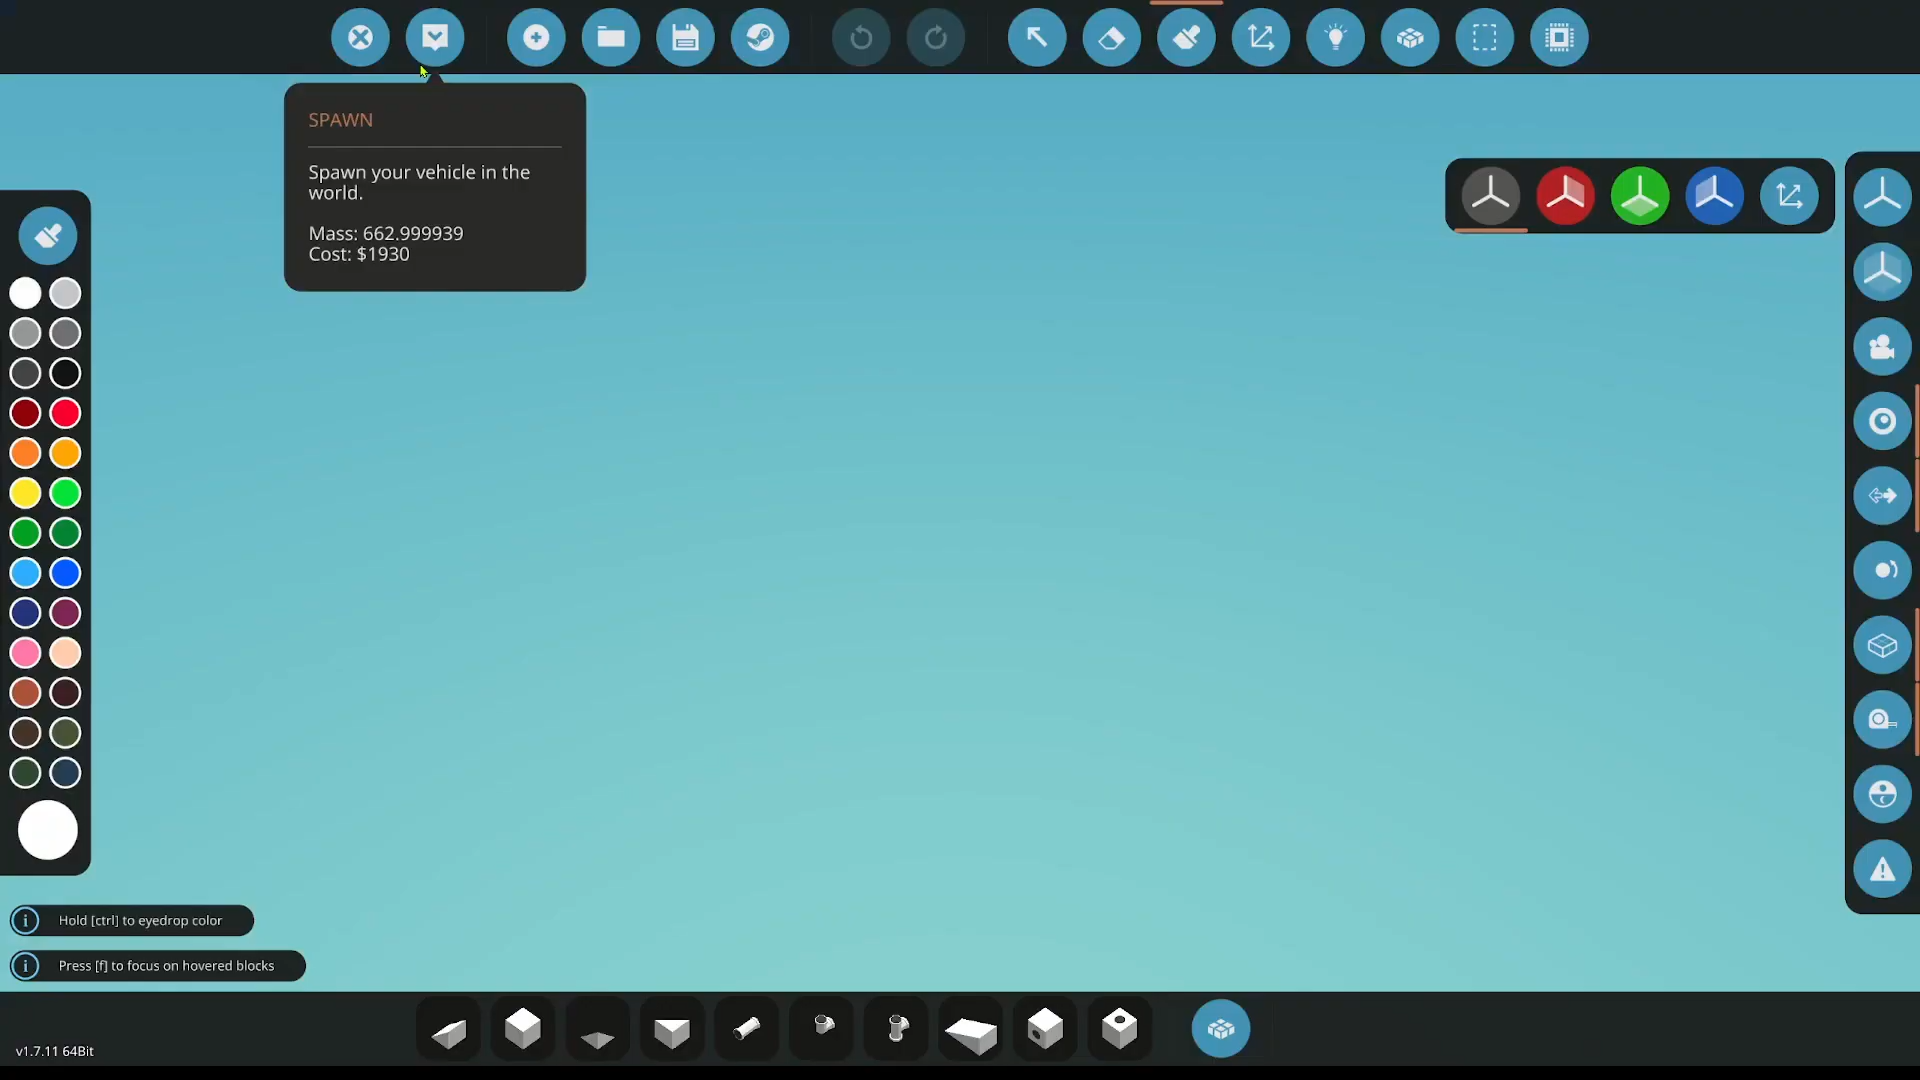 SPAWN
Spawn your vehicle in the
world.
Mass: 662.999939
Cost: $1930
Hold [ctrl] to eyedrop color
Press [f] to focus on hovered blocks
v1.7.11 64Bit